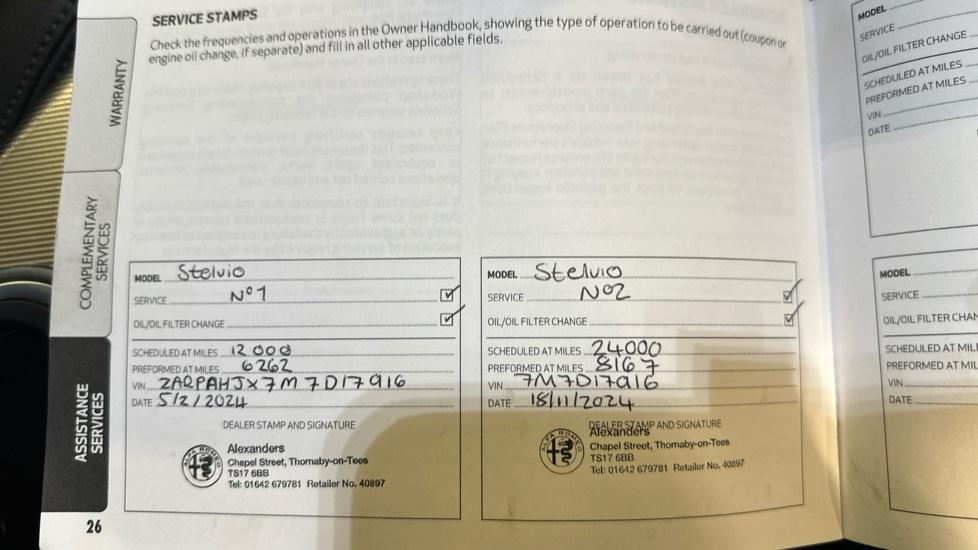 SERVICE STAMPS
Check the frequencies and operations in the Owner Handbook, showing the type of operation to be carried out (coupon or
engine oil change, if separate) and fill in all other applicable fields.
WARRANTY
COMPLEMENTARY
SERVICES
ASSISTANCE
SERVICES
MODEL Stelvio
SERVICE Nº1
OIL/OIL FILTER CHANGE
SCHEDULED AT MILES 12 000
PREFORMED AT MILES 6262
VIN ZARPAHJX7M7D17916
DATE 5/2/2024
DEALER STAMP AND SIGNATURE
ALFA ROMEO
Alexanders
Chapel Street, Thornaby-on-Tees
TS17 6BB
Tel: 01642 679781 Retailer No. 40897
MODEL Stelvio
SERVICE Nº2
OIL/OIL FILTER CHANGE
SCHEDULED AT MILES 24000
PREFORMED AT MILES 8167
VIN 7M7D17916
DATE 18/11/2024
DEALER STAMP AND SIGNATURE
ALFA ROMEO
Alexanders
Chapel Street, Thornaby-on-Tees
TS17 6BB
Tel: 01642 679781 Retailer No. 40897
26
MODEL
SERVICE
OIL/OIL FILTER CHANGE
SCHEDULED AT MILES
PREFORMED AT MILES
VIN
DATE
MODEL
SERVICE
OIL/OIL FILTER CHAN
SCHEDULED AT MIL
PREFORMED AT MILE
VIN
DATE